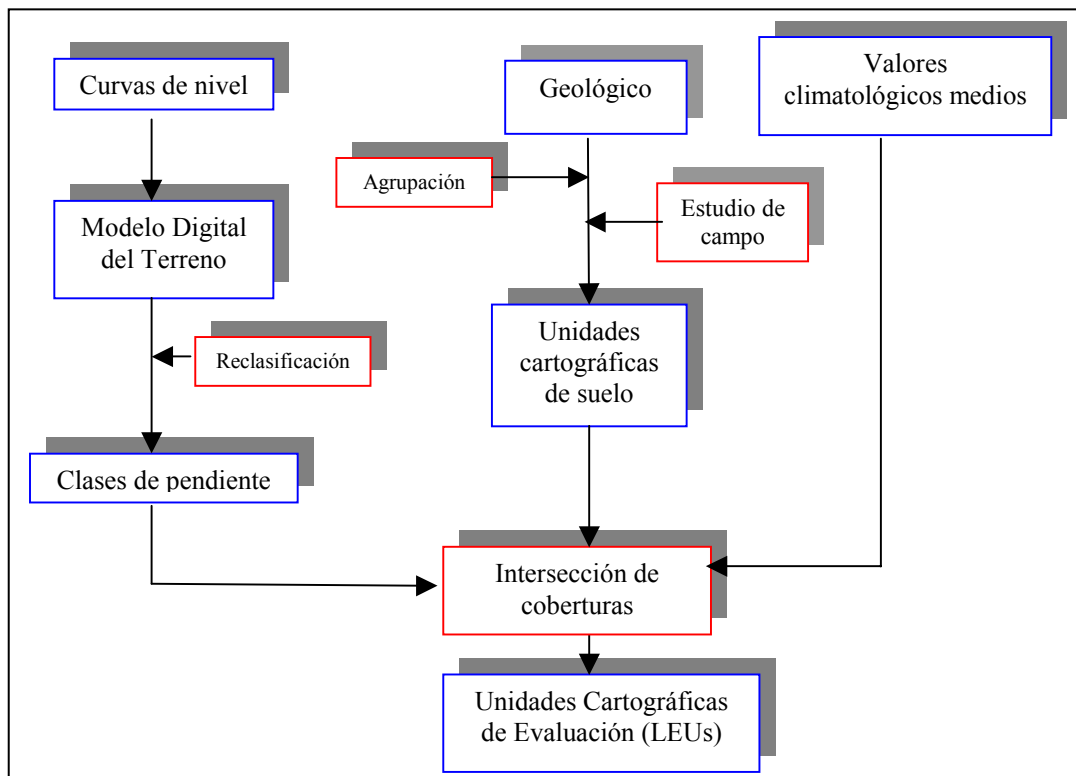 Curvas de nivel
Geológico
Valores
climatológicos medios
Agrupación
Estudio de
campo
Modelo Digital
del Terreno
Reclasificación
Unidades
cartográficas
de suelo
Clases de pendiente
Intersección de
coberturas
Unidades Cartográficas
de Evaluación (LEUs)